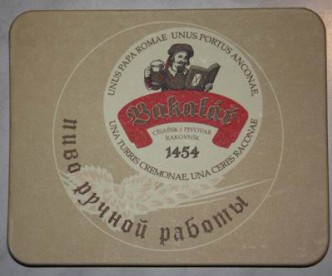 UNUS PAPA ROMAE UNUS PORTUS ANCONAE,
Bakalář
CÍSAŘSKÝ PIVOVAR
RAKOVNÍK
1454
UNA TURRIS CREMONAE, UNA CERES RACONAE
пиво ручной работы